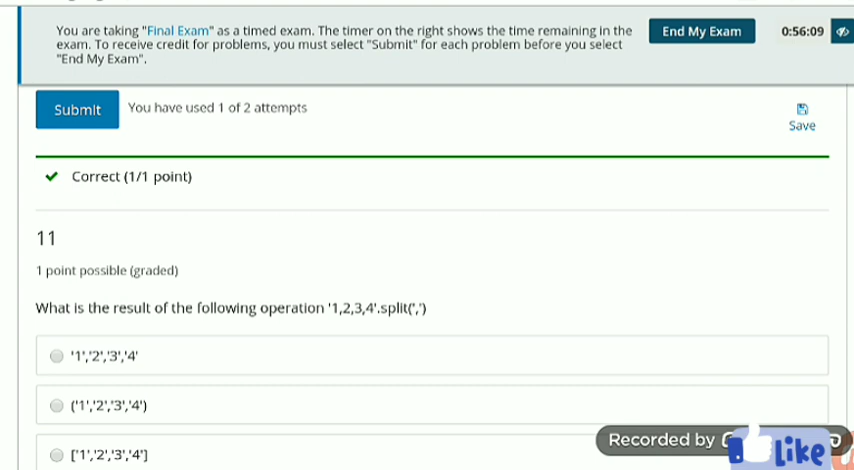 You are taking "Final Exam" as a timed exam. The timer on the right shows the time remaining in the
exam. To receive credit for problems, you must select "Submit" for each problem before you select
"End My Exam".
End My Exam
0:56:09
Submit
You have used 1 of 2 attempts
Save
Correct (1/1 point)
11
1 point possible (graded)
What is the result of the following operation '1,2,3,4'.split(',')
'1','2','3','4'
('1','2','3','4')
['1','2','3','4']
Recorded by
like